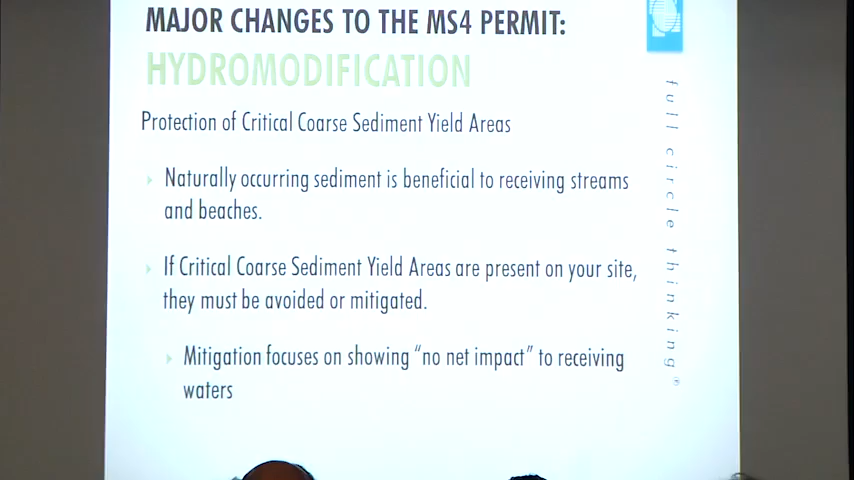 MAJOR CHANGES TO THE MS4 PERMIT:
HYDROMODIFICATION
Protection of Critical Coarse Sediment Yield Areas
Naturally occurring sediment is beneficial to receiving streams
and beaches.
If Critical Coarse Sediment Yield Areas are present on your site,
they must be avoided or mitigated.
Mitigation focuses on showing “no net impact” to receiving
waters
full circle thinking®